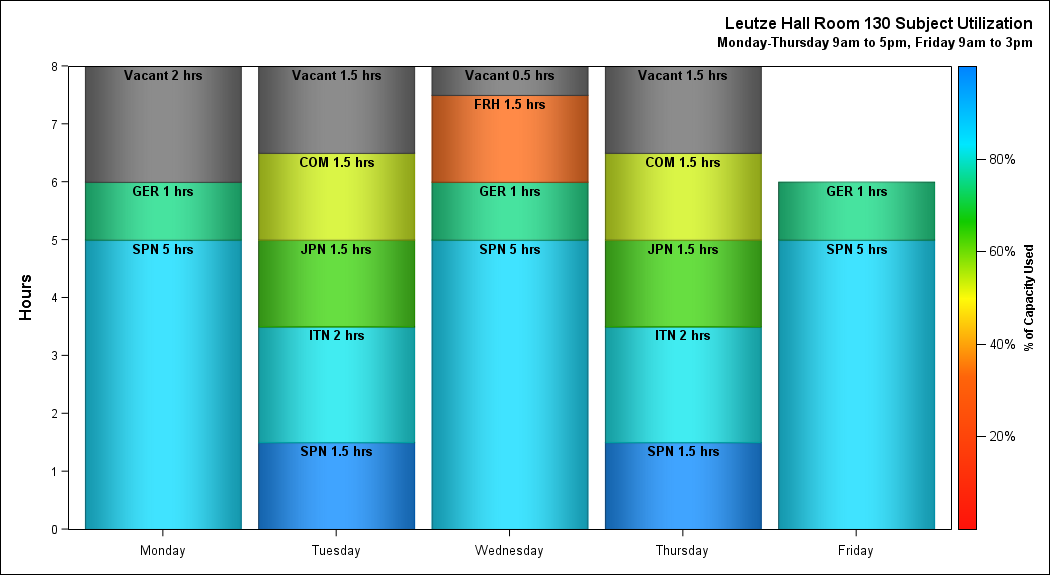 Leutze Hall Room 130 Subject Utilization
Monday-Thursday 9am to 5pm, Friday 9am to 3pm
8
7
6
5
4
3
2
1
0
Hours
Vacant 2 hrs
GER 1 hrs
SPN 5 hrs
Vacant 1.5 hrs
COM 1.5 hrs
JPN 1.5 hrs
ITN 2 hrs
SPN 1.5 hrs
Vacant 0.5 hrs
FRH 1.5 hrs
GER 1 hrs
SPN 5 hrs
Vacant 1.5 hrs
COM 1.5 hrs
JPN 1.5 hrs
ITN 2 hrs
SPN 1.5 hrs
GER 1 hrs
SPN 5 hrs
Monday
Tuesday
Wednesday
Thursday
Friday
80%
60%
40%
20%
% of Capacity Used